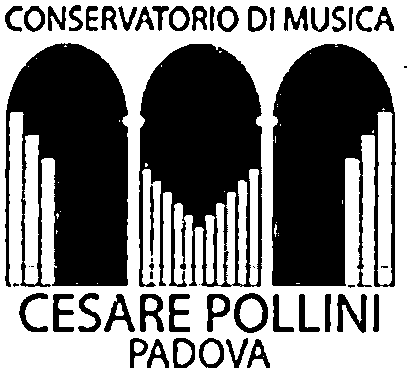 CONSERVATORIO DI MUSICA
CESARE POLLINI
PADOVA